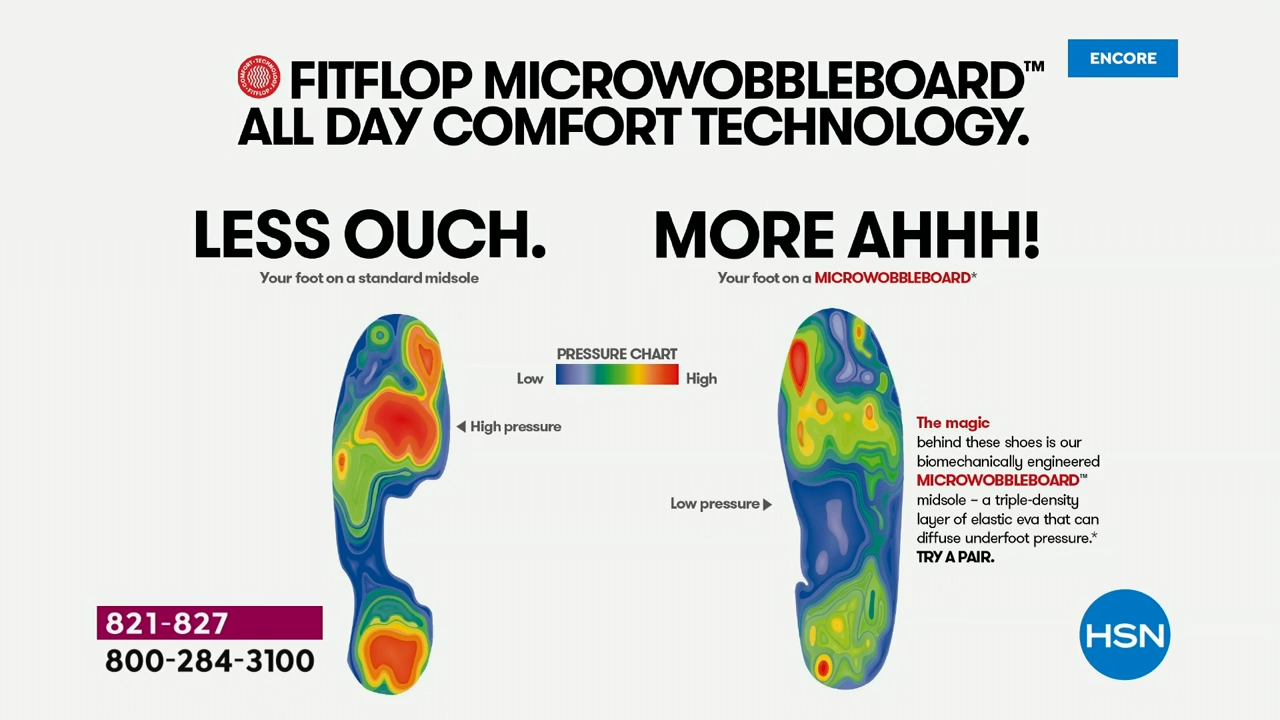 ENCORE
FITFLOP MICROWOBBLEBOARD™
ALL DAY COMFORT TECHNOLOGY.
LESS OUCH.
Your foot on a standard midsole
MORE AHHH!
Your foot on a MICROWOBBLEBOARD*
PRESSURE CHART
Low
High
High pressure
Low pressure
The magic
behind these shoes is our
biomechanically engineered
MICROWOBBLEBOARD™
midsole – a triple-density
layer of elastic eva that can
diffuse underfoot pressure.*
TRY A PAIR.
821-827
800-284-3100
HSN